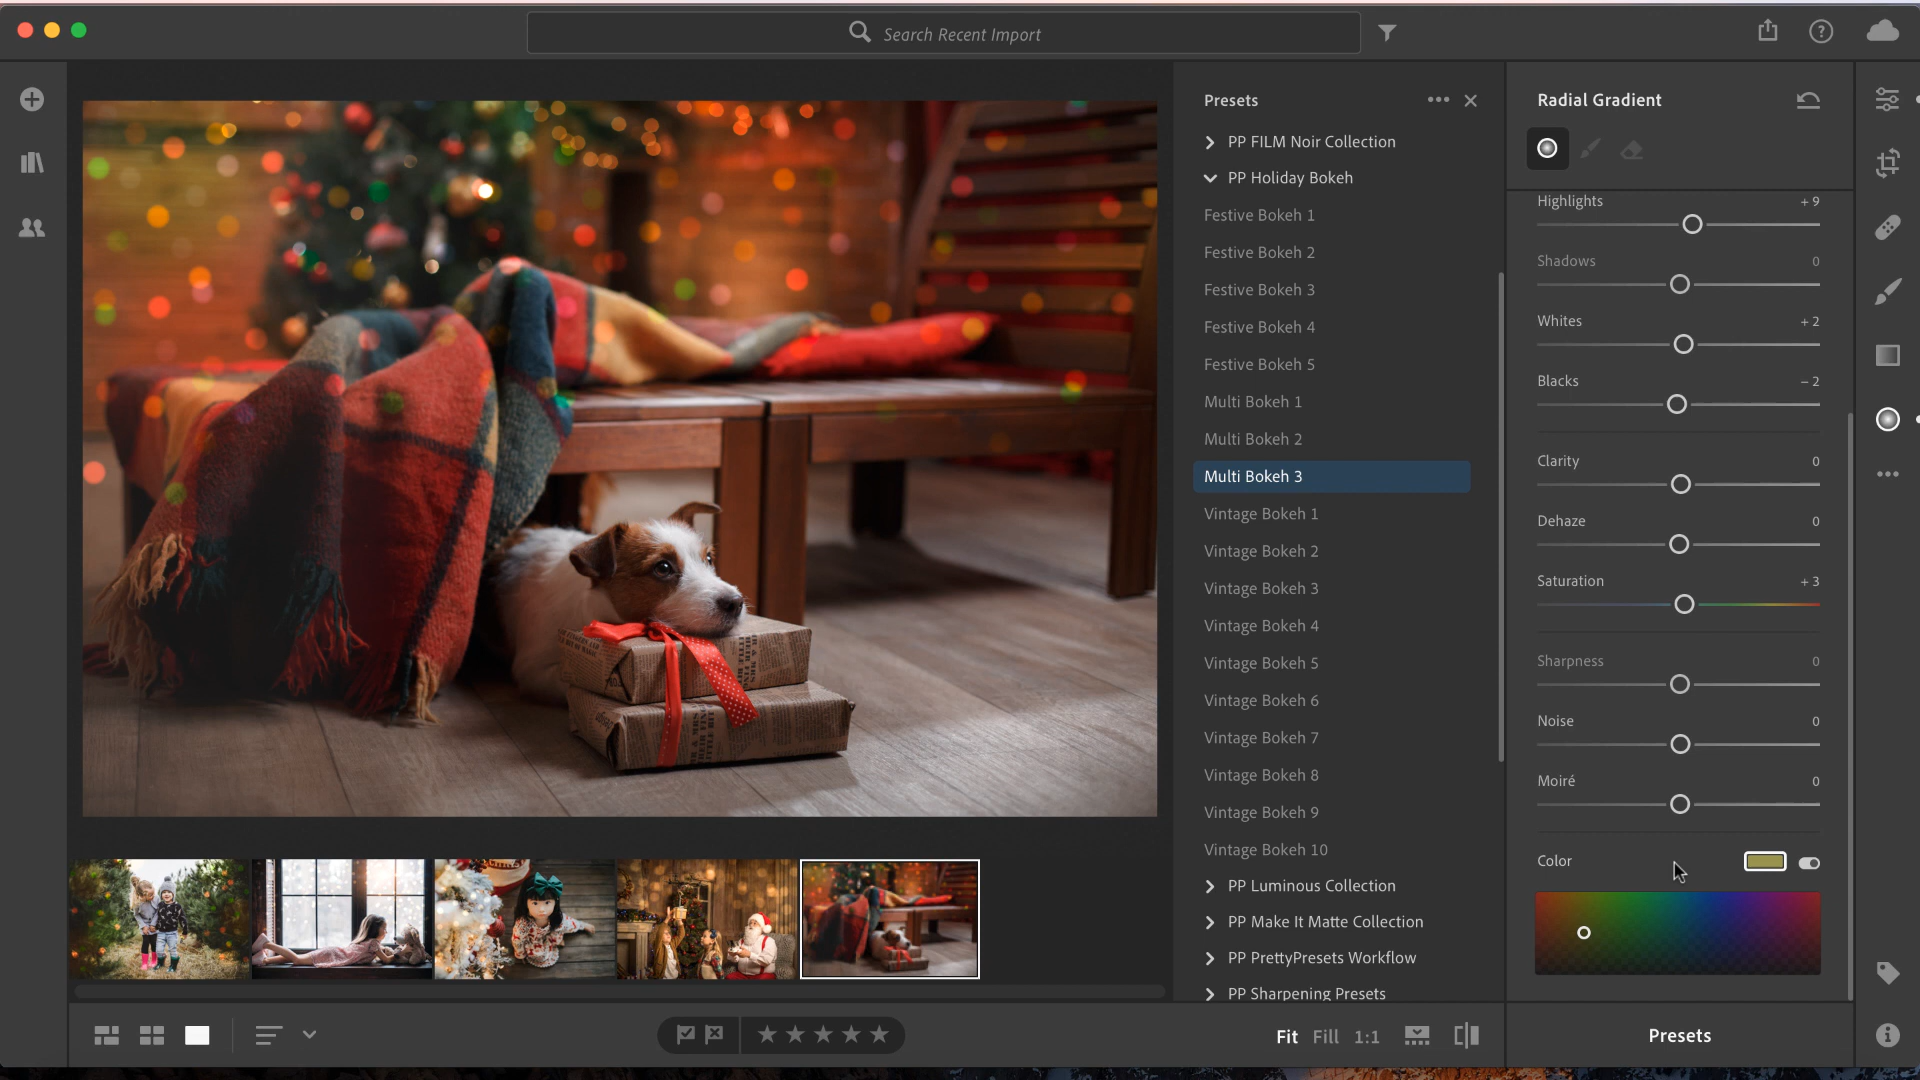 Search Recent Import
Presets
PP FILM Noir Collection
PP Holiday Bokeh
Festive Bokeh 1
Festive Bokeh 2
Festive Bokeh 3
Festive Bokeh 4
Festive Bokeh 5
Multi Bokeh 1
Multi Bokeh 2
Multi Bokeh 3
Vintage Bokeh 1
Vintage Bokeh 2
Vintage Bokeh 3
Vintage Bokeh 4
Vintage Bokeh 5
Vintage Bokeh 6
Vintage Bokeh 7
Vintage Bokeh 8
Vintage Bokeh 9
Vintage Bokeh 10
PP Luminous Collection
PP Make It Matte Collection
PP PrettyPresets Workflow
PP Sharpening Presets
Radial Gradient
Highlights + 9
Shadows 0
Whites + 2
Blacks – 2
Clarity 0
Dehaze 0
Saturation + 3
Sharpness 0
Noise 0
Moiré 0
Color
Fit Fill 1:1
Presets